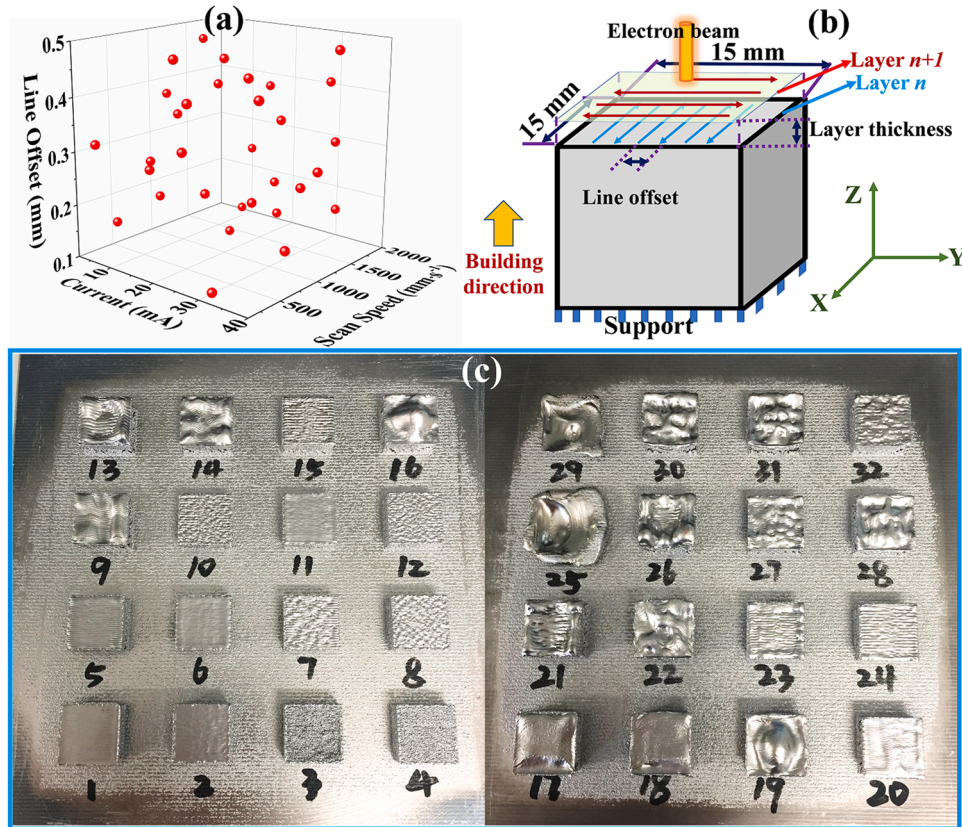 (a)
0.5
0.4
0.3
0.2
0.1
Line Offset (mm)
10
20
30
40
Current (mA)
500
1000
1500
2000
Scan Speed (mm·s⁻¹)
(b)
Electron beam
15 mm
15 mm
Layer n+1
Layer n
Layer thickness
Line offset
Building
direction
Support
Z
Y
X
(c)
13 14 15 16
9 10 11 12
5 6 7 8
1 2 3 4
29 30 31 32
25 26 27 28
21 22 23 24
17 18 19 20